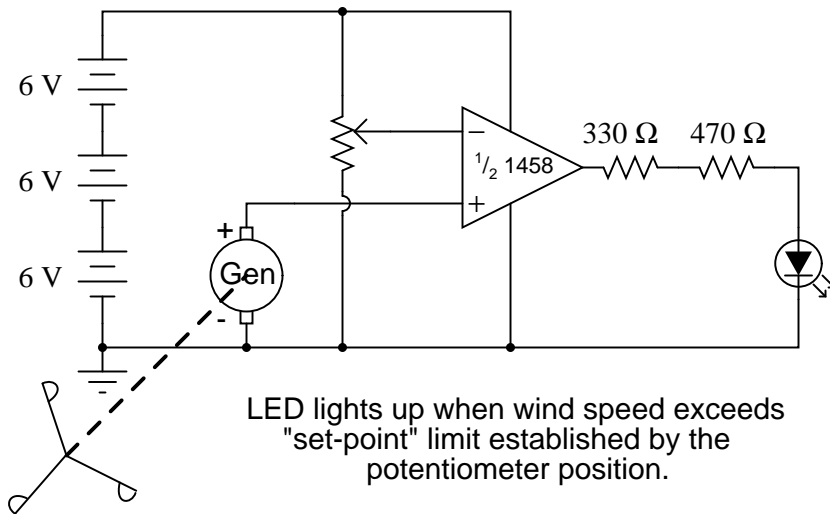 6 V
6 V
6 V
330 Ω 470 Ω
−
1/2 1458
+
+
Gen
-
LED lights up when wind speed exceeds
"set-point" limit established by the
potentiometer position.